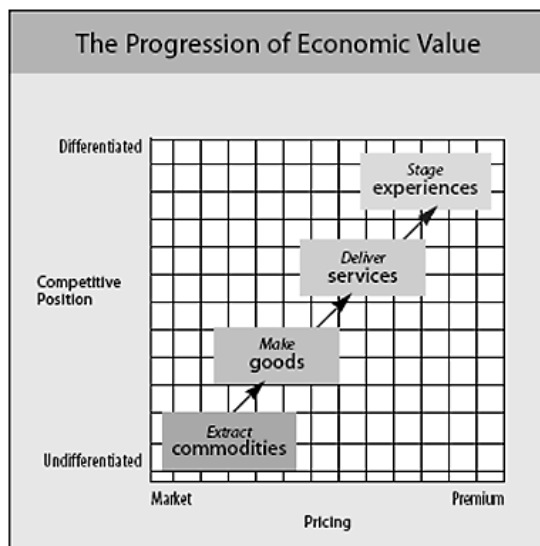 The Progression of Economic Value
Differentiated
Stage
experiences
Deliver
services
Competitive
Position
Make
goods
Extract
commodities
Undifferentiated
Market
Premium
Pricing